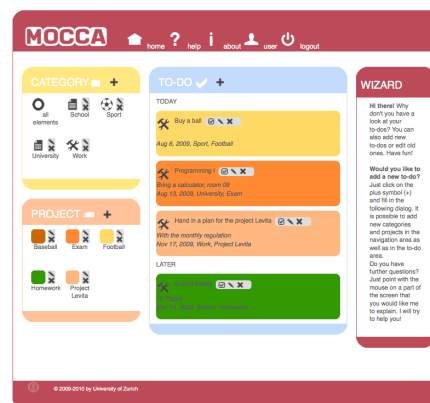 MOCCA
home ? help i about user logout
CATEGORY +
all
elements
School
Sport
University
Work
PROJECT +
Baseball
Exam
Football
Homework
Project
Levita
TO-DO +
TODAY
Buy a ball
Aug 6, 2009, Sport, Football
Programming I
Bring a calculator, room 09
Aug 13, 2009, University, Exam
Hand in a plan for the project Levita
With the monthly regulation
Nov 17, 2009, Work, Project Levita
LATER
WIZARD
Hi there! Why
don't you have a
look at your
to-dos? You can
also add new
to-dos or edit old
ones. Have fun!
Would you like to
add a new to-do?
Just click on the
plus symbol (+)
and fill in the
following dialog. It
is possible to add
new categories
and projects in the
navigation area as
well as in the to-do
area.
Do you have
further questions?
Just point with the
mouse on a part of
the screen that
you would like me
to explain. I will try
to help you!
© 2009-2010 by University of Zurich